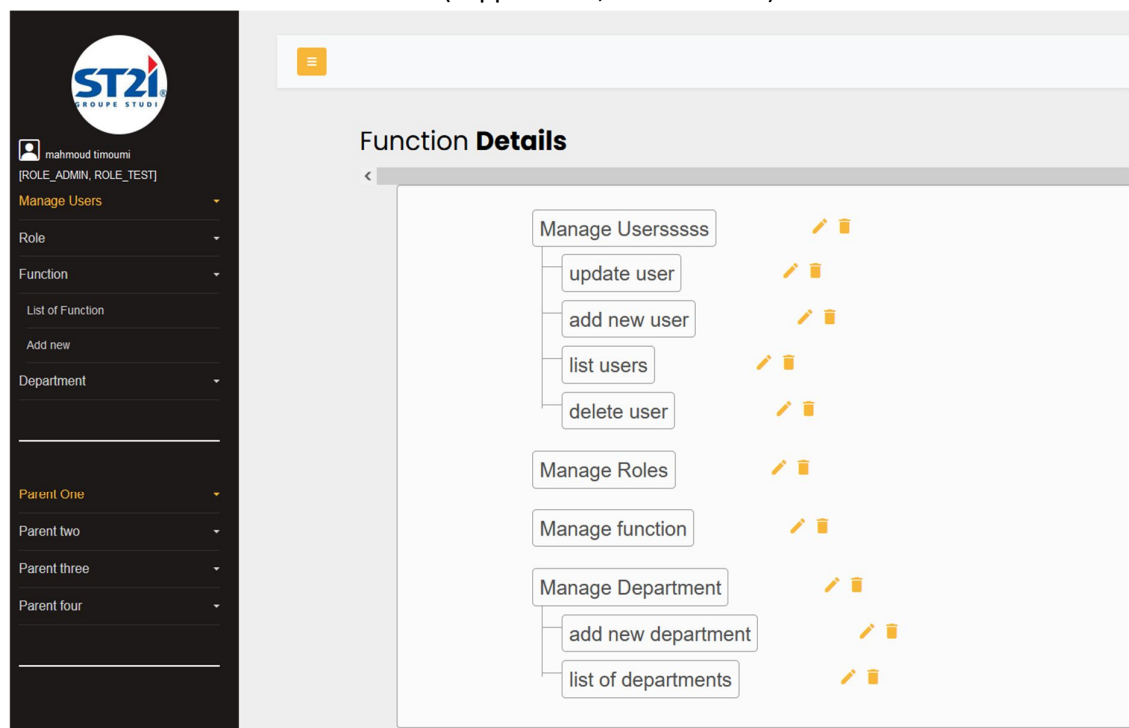 ST2i
GROUPE STUDI
mahmoud timoumi
[ROLE_ADMIN, ROLE_TEST]
Manage Users
Role
Function
List of Function
Add new
Department
Parent One
Parent two
Parent three
Parent four
Function Details
Manage Usersssss
update user
add new user
list users
delete user
Manage Roles
Manage function
Manage Department
add new department
list of departments